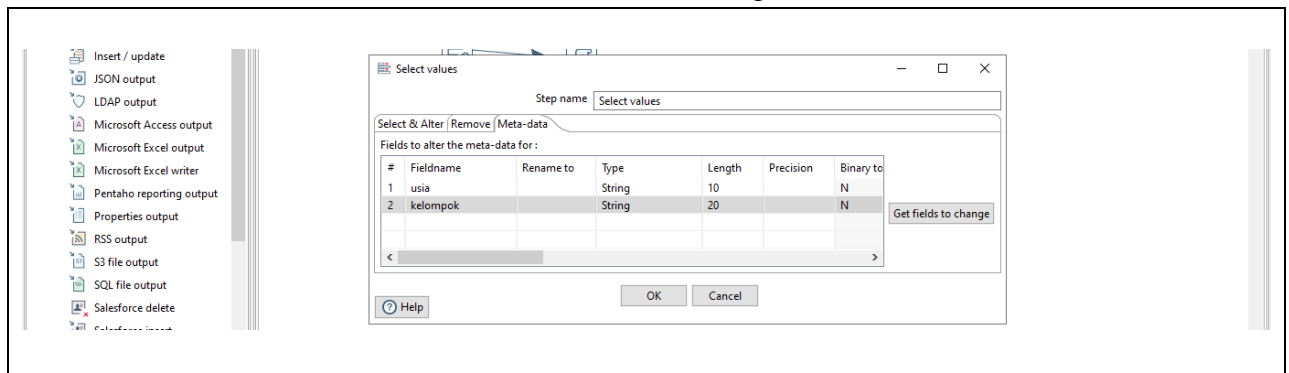 Insert / update
JSON output
LDAP output
Microsoft Access output
Microsoft Excel output
Microsoft Excel writer
Pentaho reporting output
Properties output
RSS output
S3 file output
SQL file output
Salesforce delete
Select values
Step name Select values
Select & Alter Remove Meta-data
Fields to alter the meta-data for :
# Fieldname Rename to Type Length Precision Binary to
1 usia String 10 N
2 kelompok String 20 N
Get fields to change
OK Cancel
Help